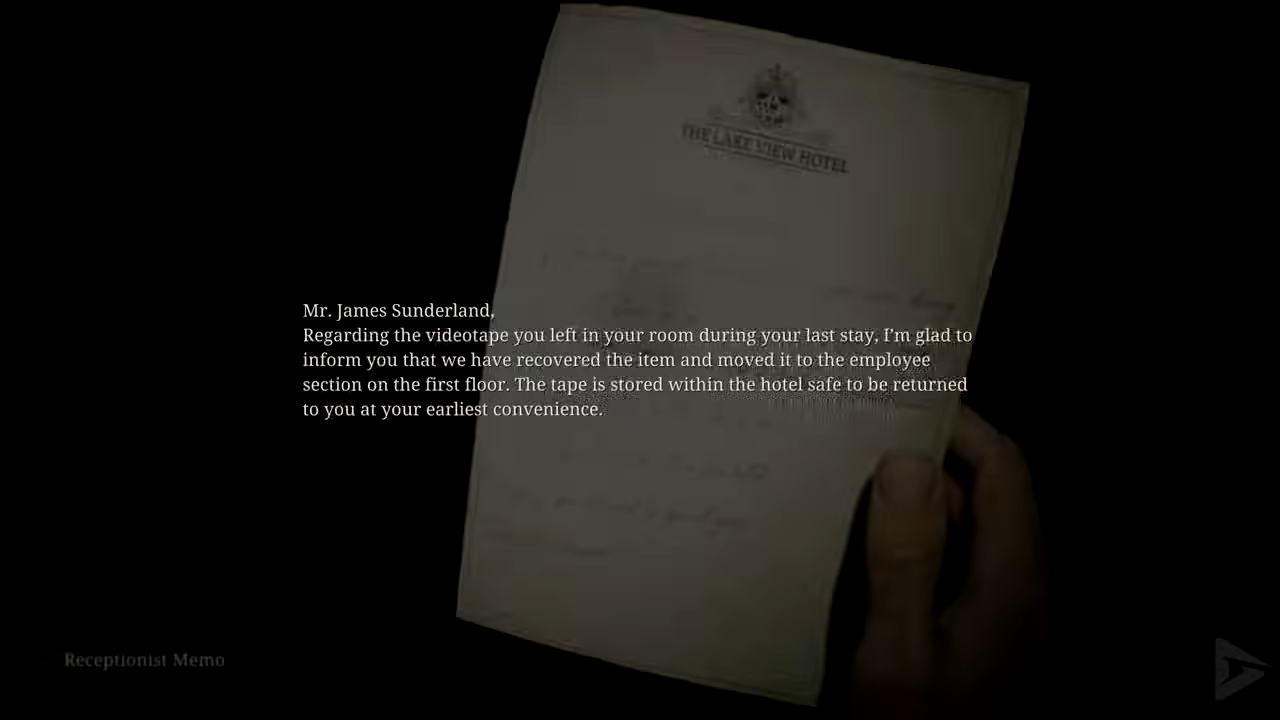 THE LAKE VIEW HOTEL
Mr. James Sunderland,
Regarding the videotape you left in your room during your last stay, I'm glad to
inform you that we have recovered the item and moved it to the employee
section on the first floor. The tape is stored within the hotel safe to be returned
to you at your earliest convenience.
Receptionist Memo